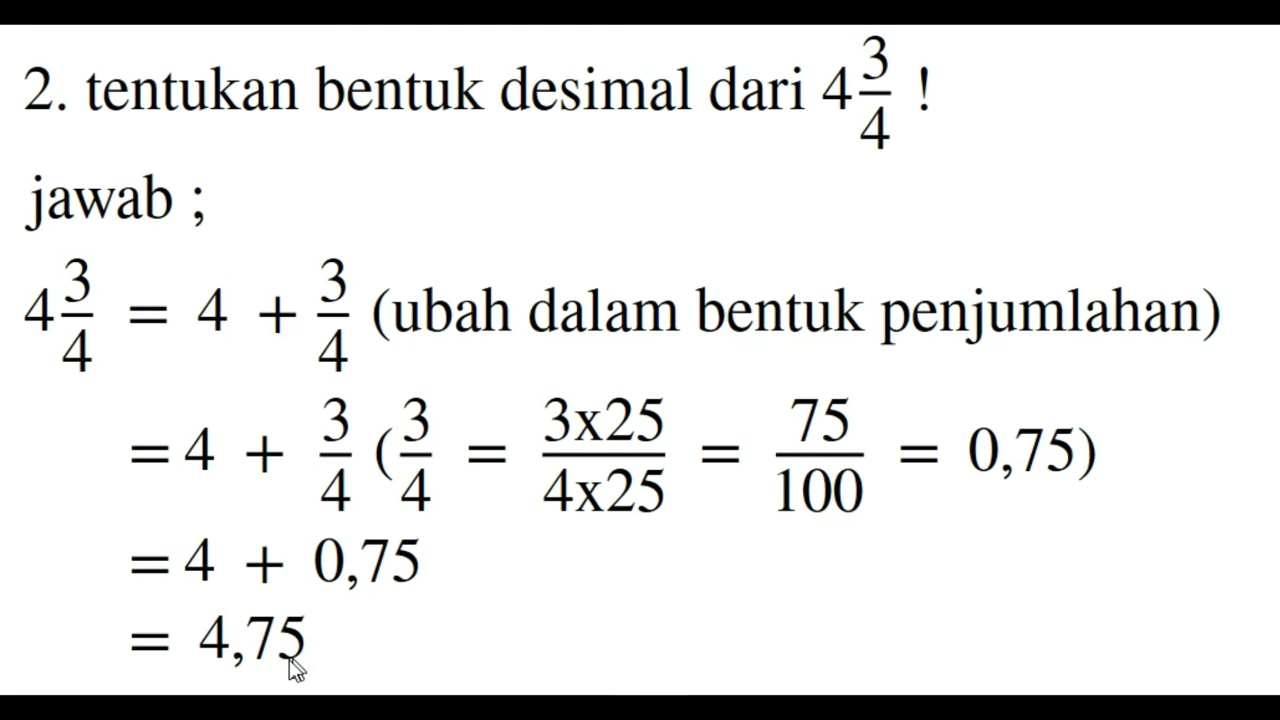 2. tentukan bentuk desimal dari 4 3/4 !
jawab ;
4 3/4 = 4 + 3/4 (ubah dalam bentuk penjumlahan)
= 4 + 3/4 (3/4 = 3x25/4x25 = 75/100 = 0,75)
= 4 + 0,75
= 4,75